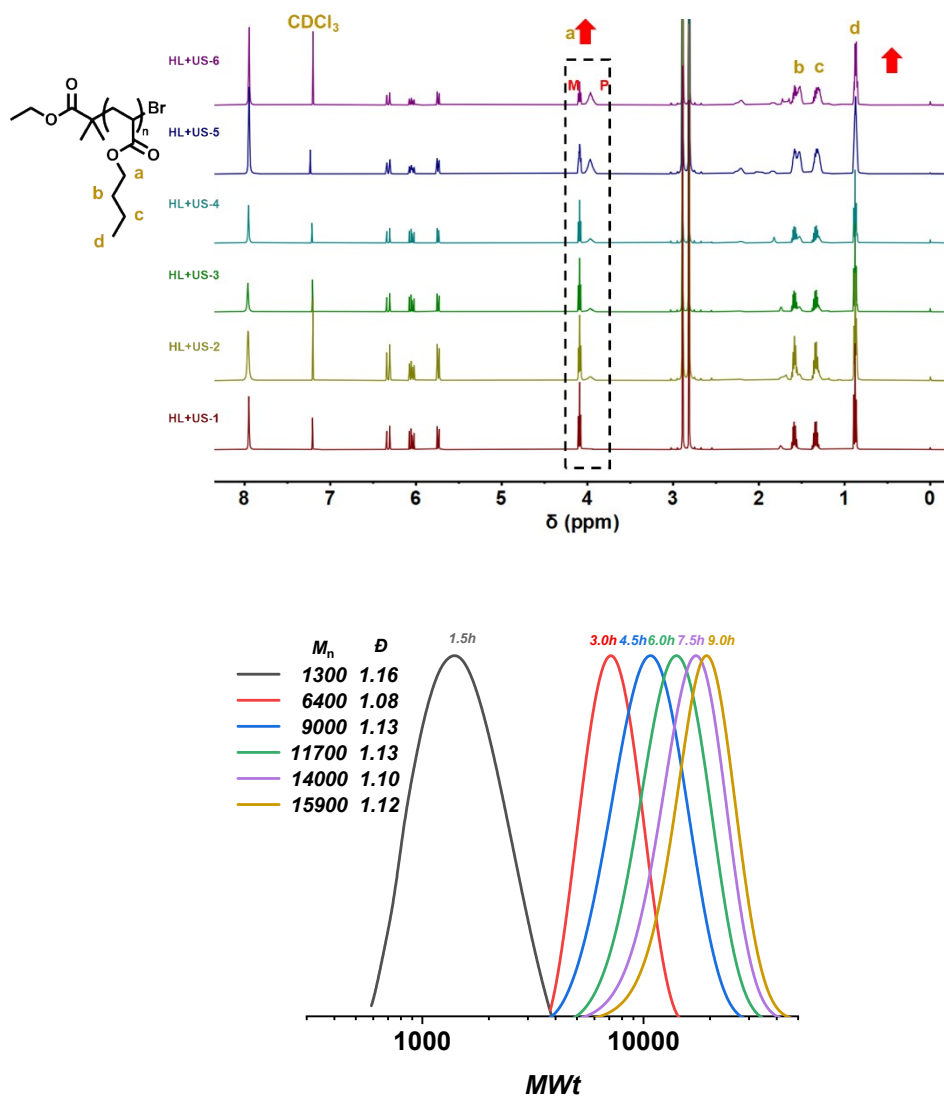 CDCl3
a
d
HL+US-6
M P
b c
Br
O
O
n
HL+US-5
O
O
a
b
c
d
HL+US-4
HL+US-3
HL+US-2
HL+US-1
8 7 6 5 4 3 2 1 0
δ (ppm)
1.5h 3.0h 4.5h 6.0h 7.5h 9.0h
Mn Đ
1300 1.16
6400 1.08
9000 1.13
11700 1.13
14000 1.10
15900 1.12
1000 10000
MWt